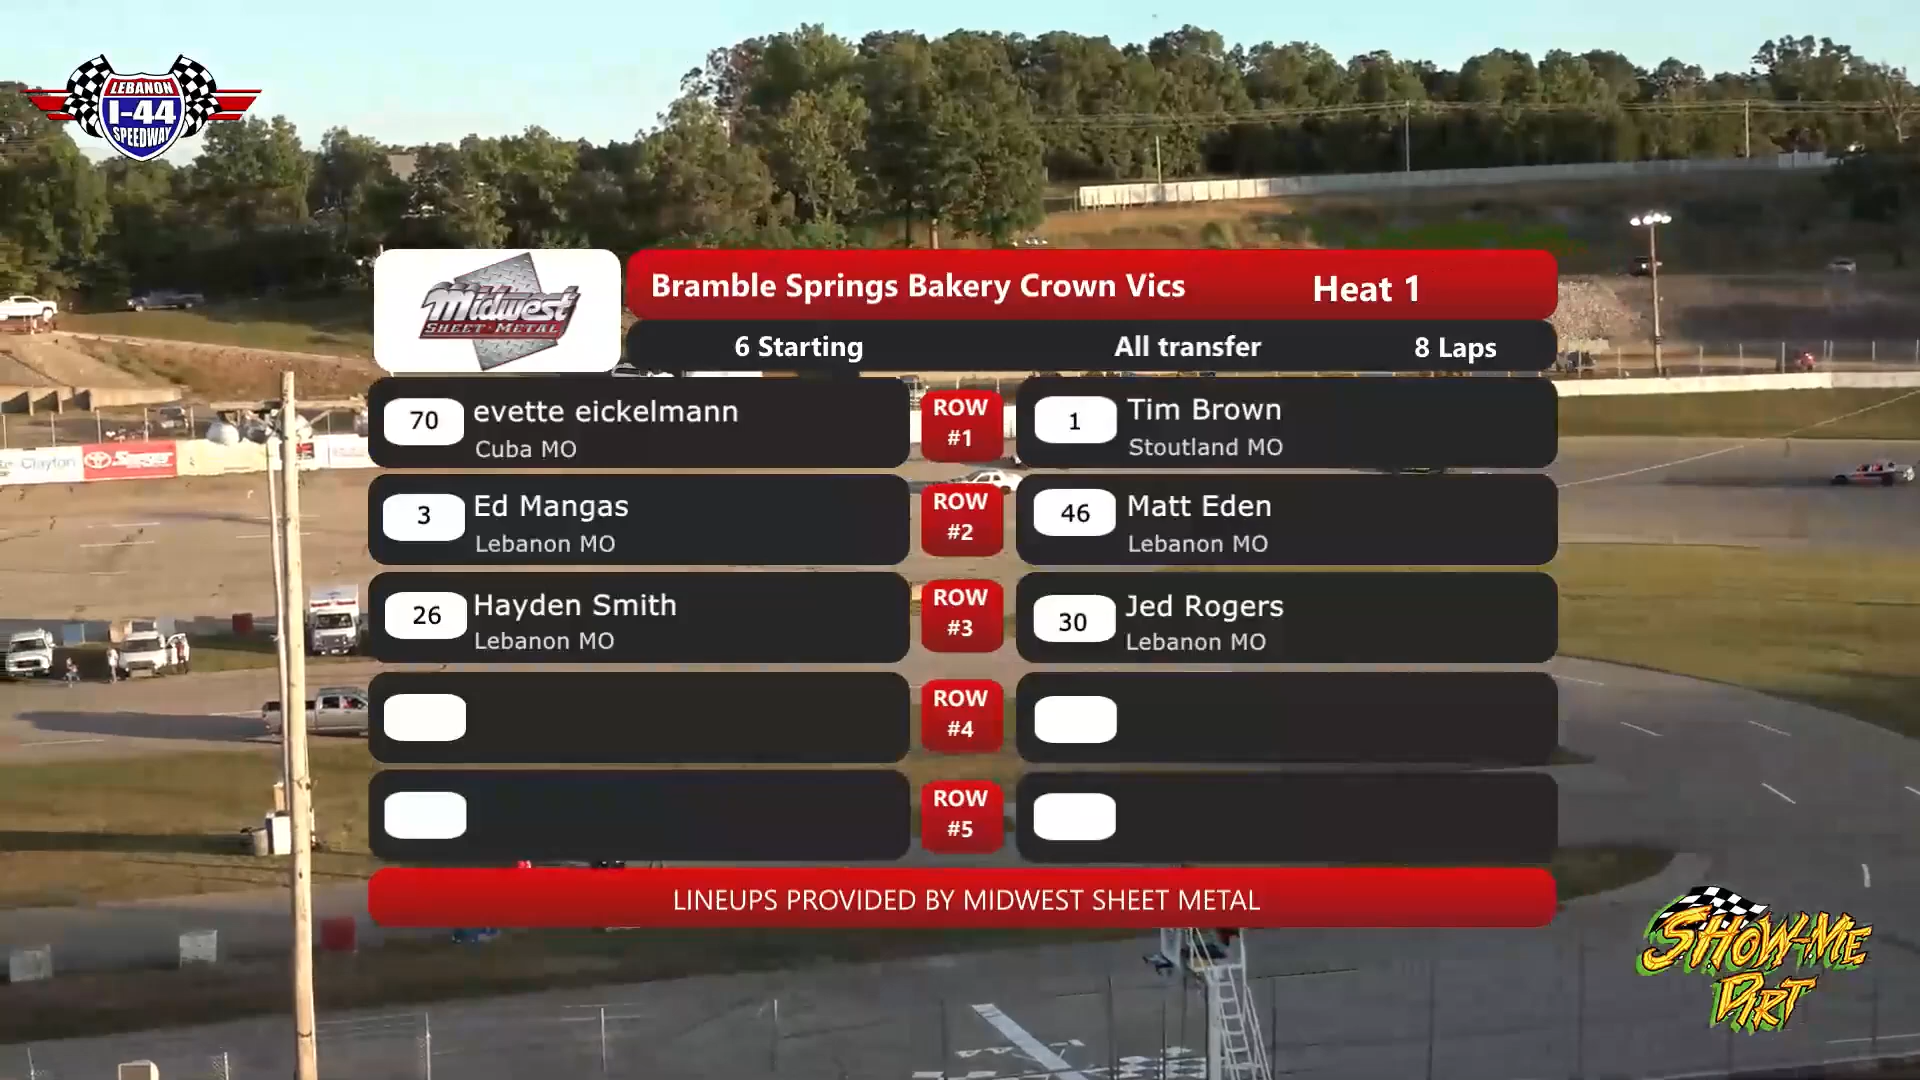 LEBANON
I-44
SPEEDWAY
Midwest
SHEET METAL
Bramble Springs Bakery Crown Vics
Heat 1
6 Starting
All transfer
8 Laps
70
evette eickelmann
Cuba MO
ROW
#1
1
Tim Brown
Stoutland MO
3
Ed Mangas
Lebanon MO
ROW
#2
46
Matt Eden
Lebanon MO
26
Hayden Smith
Lebanon MO
ROW
#3
30
Jed Rogers
Lebanon MO
ROW
#4
ROW
#5
LINEUPS PROVIDED BY MIDWEST SHEET METAL
Clayton
SHOW-ME
DIRT